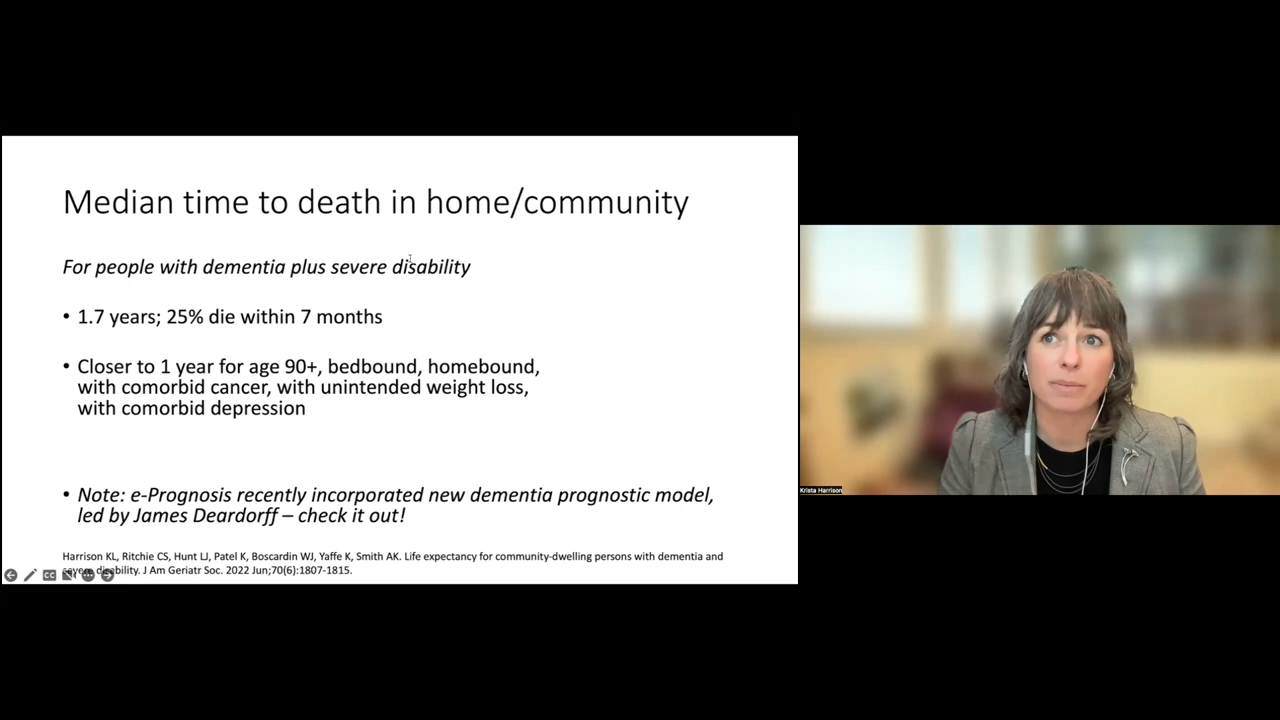 Median time to death in home/community
For people with dementia plus severe disability
• 1.7 years; 25% die within 7 months
• Closer to 1 year for age 90+, bedbound, homebound,
with comorbid cancer, with unintended weight loss,
with comorbid depression
• Note: e-Prognosis recently incorporated new dementia prognostic model,
led by James Deardorff – check it out!
Harrison KL, Ritchie CS, Hunt LJ, Patel K, Boscardin WJ, Yaffe K, Smith AK. Life expectancy for community-dwelling persons with dementia and
severe disability. J Am Geriatr Soc. 2022 Jun;70(6):1807-1815.
CC
Krista Harrison